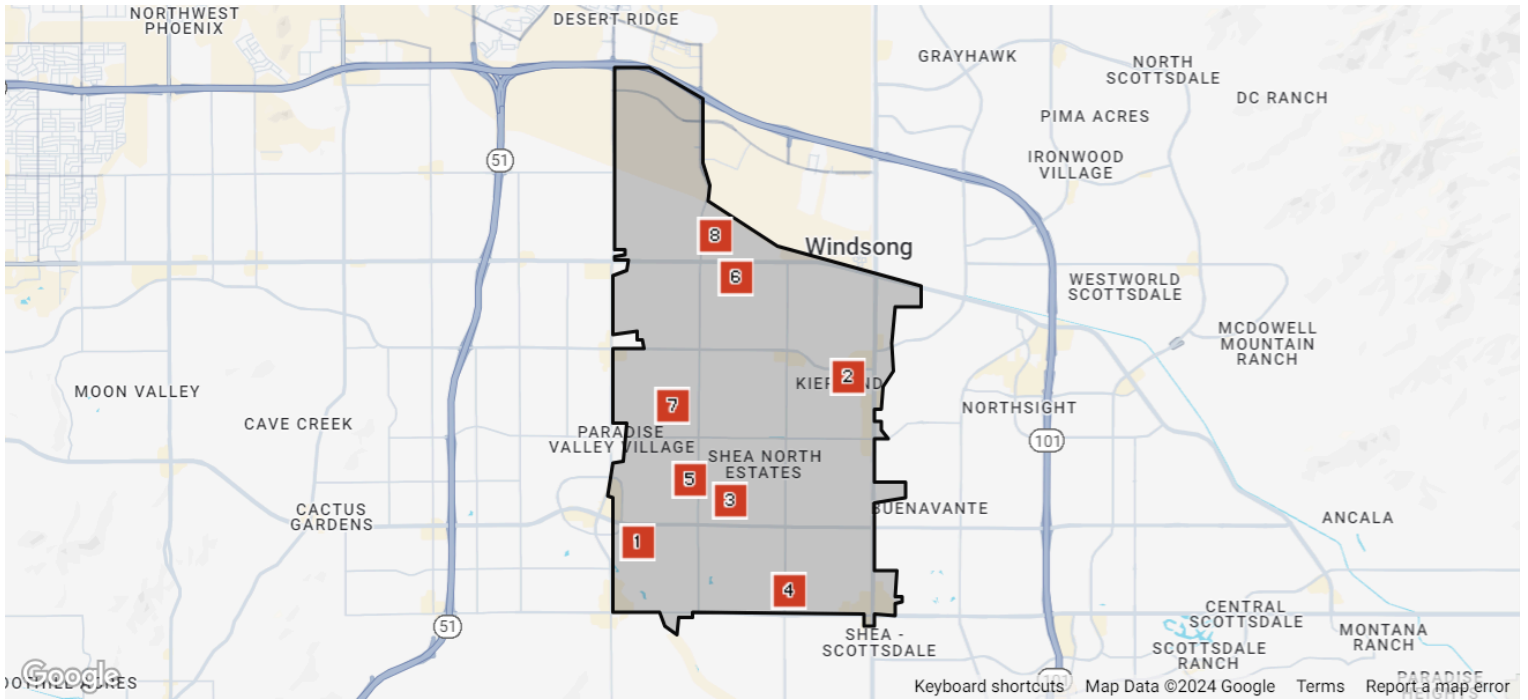 NORTHWEST
PHOENIX
DESERT RIDGE
GRAYHAWK
NORTH
SCOTTSDALE
DC RANCH
PIMA ACRES
IRONWOOD
VILLAGE
51
8
Windsong
6
WESTWORLD
SCOTTSDALE
MCDOWELL
MOUNTAIN
RANCH
MOON VALLEY
2
7
NORTHSIGHT
CAVE CREEK
PARADISE
VALLEY VILLAGE
101
SHEA NORTH
ESTATES
5
3
CACTUS
GARDENS
BUENAVANTE
ANCALA
1
4
CENTRAL
SCOTTSDALE
51
SHEA -
SCOTTSDALE
MONTANA
RANCH
SCOTTSDALE
RANCH
Google
101
PARADISE
HEIGHTS
Keyboard shortcuts Map Data ©2024 Google Terms Report a map error